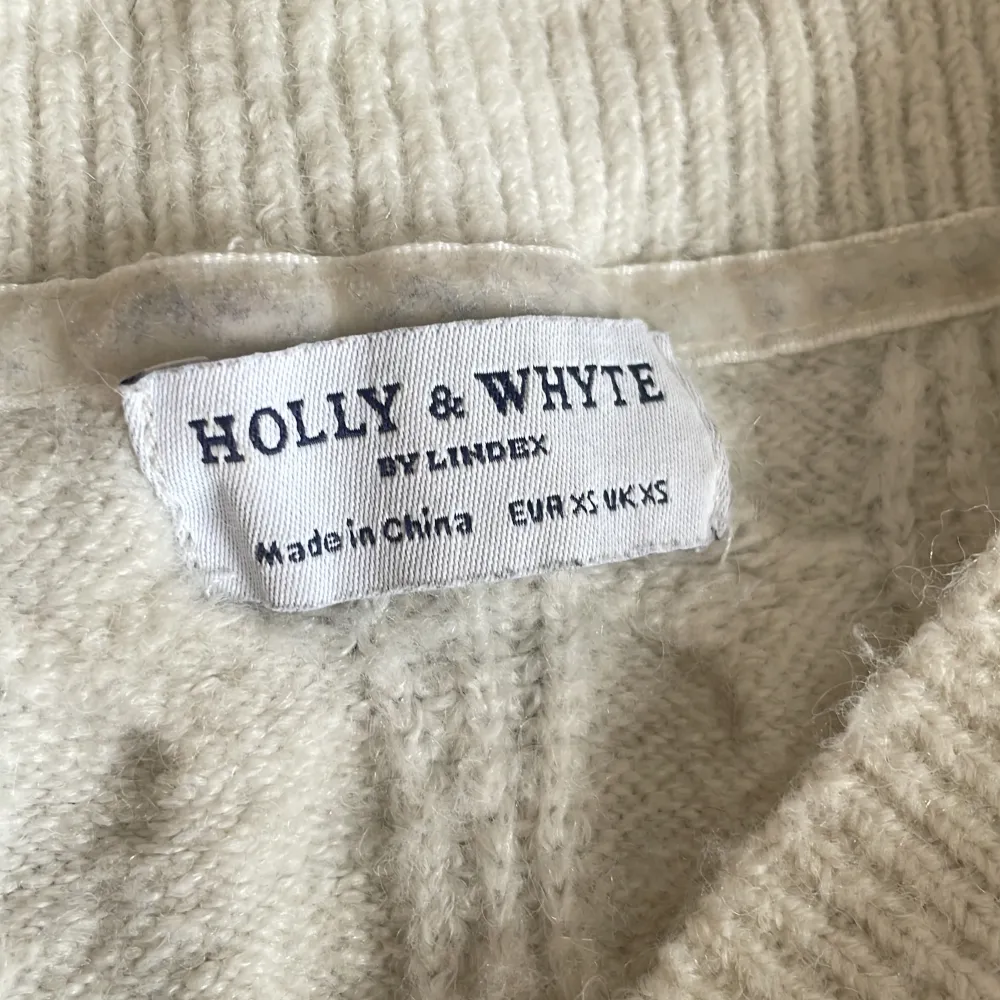 HOLLY & WHYTE
BY LINDEX
Made in China EUR XS UK XS